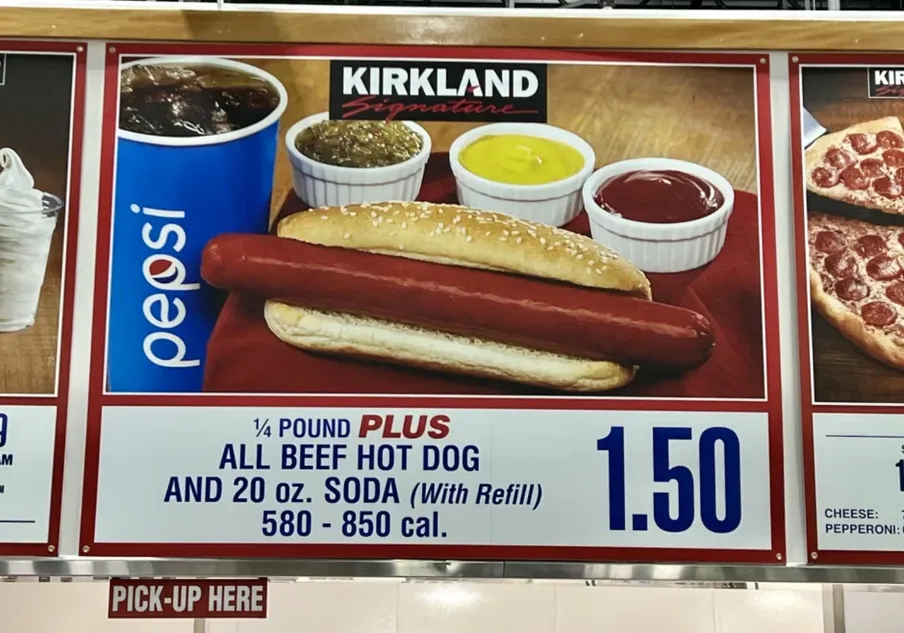 KIRKLAND
Signature
pepsi
¼ POUND PLUS
ALL BEEF HOT DOG
AND 20 oz. SODA (With Refill)
580 - 850 cal.
1.50
KIR
CHEESE:
PEPPERONI:
PICK-UP HERE